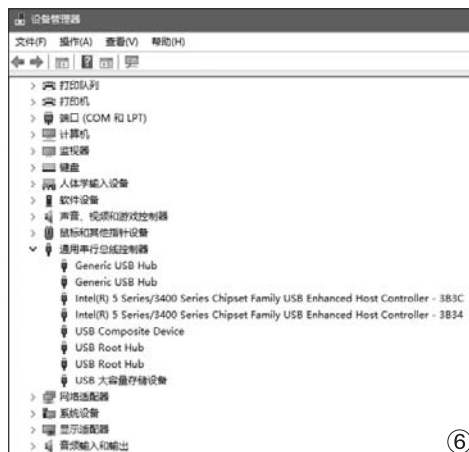 设备管理器
文件(F) 操作(A) 查看(V) 帮助(H)
打印队列
打印机
端口 (COM 和 LPT)
计算机
监视器
键盘
人体学输入设备
软件设备
声音、视频和游戏控制器
鼠标和其他指针设备
通用串行总线控制器
Generic USB Hub
Generic USB Hub
Intel(R) 5 Series/3400 Series Chipset Family USB Enhanced Host Controller - 3B3C
Intel(R) 5 Series/3400 Series Chipset Family USB Enhanced Host Controller - 3B34
USB Composite Device
USB Root Hub
USB Root Hub
USB 大容量存储设备
网络适配器
系统设备
显示适配器
音频输入和输出
⑥